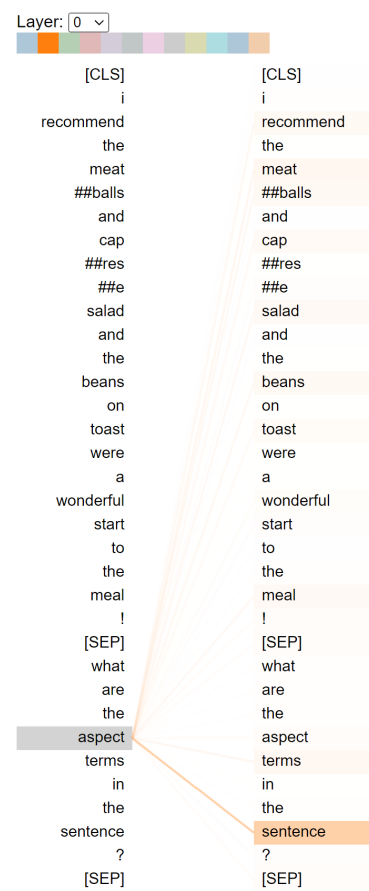 Layer: 0
[CLS] [CLS]
i i
recommend recommend
the the
meat meat
##balls ##balls
and and
cap cap
##res ##res
##e ##e
salad salad
and and
the the
beans beans
on on
toast toast
were were
a a
wonderful wonderful
start start
to to
the the
meal meal
! !
[SEP] [SEP]
what what
are are
the the
aspect aspect
terms terms
in in
the the
sentence sentence
? ?
[SEP] [SEP]